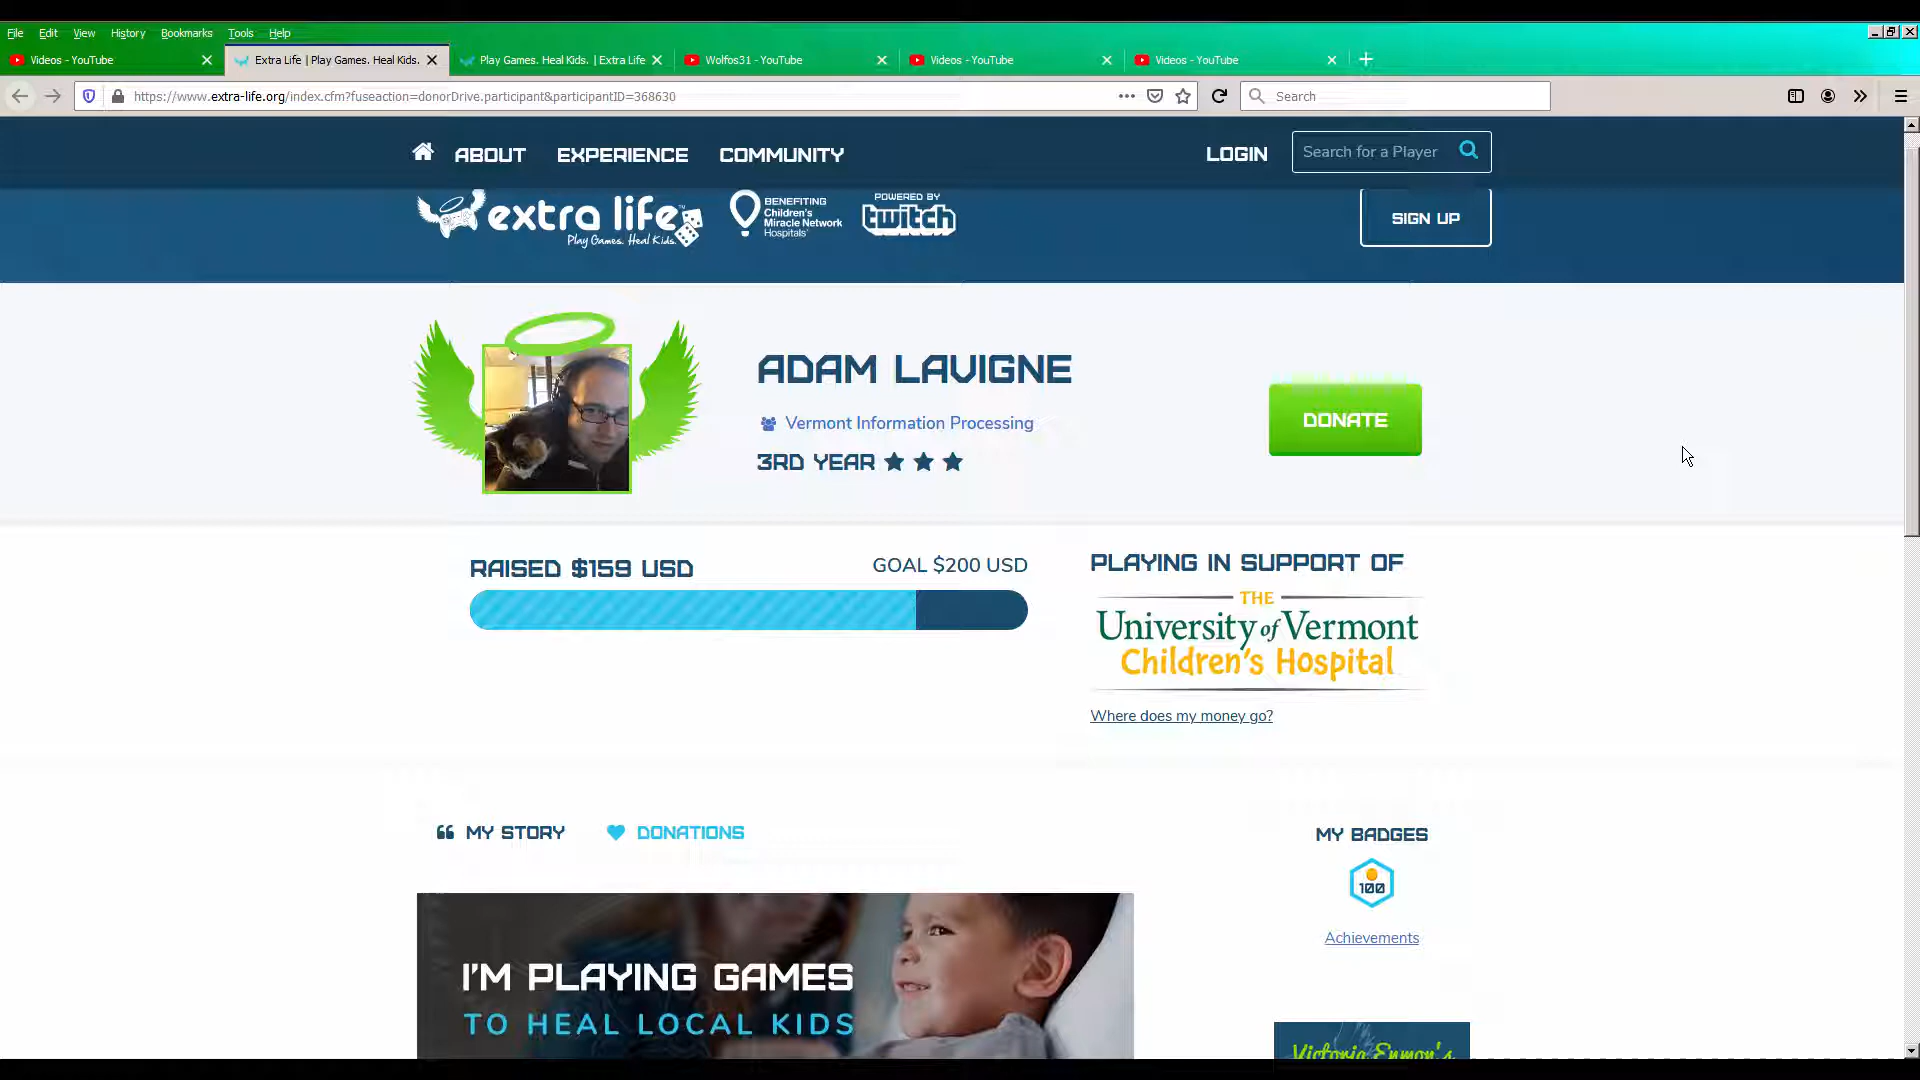 File Edit View History Bookmarks Tools Help
Videos - YouTube
Extra Life | Play Games. Heal Kids.
Play Games. Heal Kids. | Extra Life
Wolfos31 - YouTube
Videos - YouTube
Videos - YouTube
https://www.extra-life.org/index.cfm?fuseaction=donorDrive.participant&participantID=368630
Search
ABOUT EXPERIENCE COMMUNITY
LOGIN
Search for a Player
extra life
Play Games. Heal Kids.
BENEFITING
Children's
Miracle Network
Hospitals
POWERED BY
twitch
SIGN UP
ADAM LAVIGNE
Vermont Information Processing
3RD YEAR
DONATE
RAISED $159 USD
GOAL $200 USD
PLAYING IN SUPPORT OF
THE
University of Vermont
Children's Hospital
Where does my money go?
MY STORY
DONATIONS
MY BADGES
100
Achievements
I'M PLAYING GAMES
TO HEAL LOCAL KIDS
Victoria Enmon's